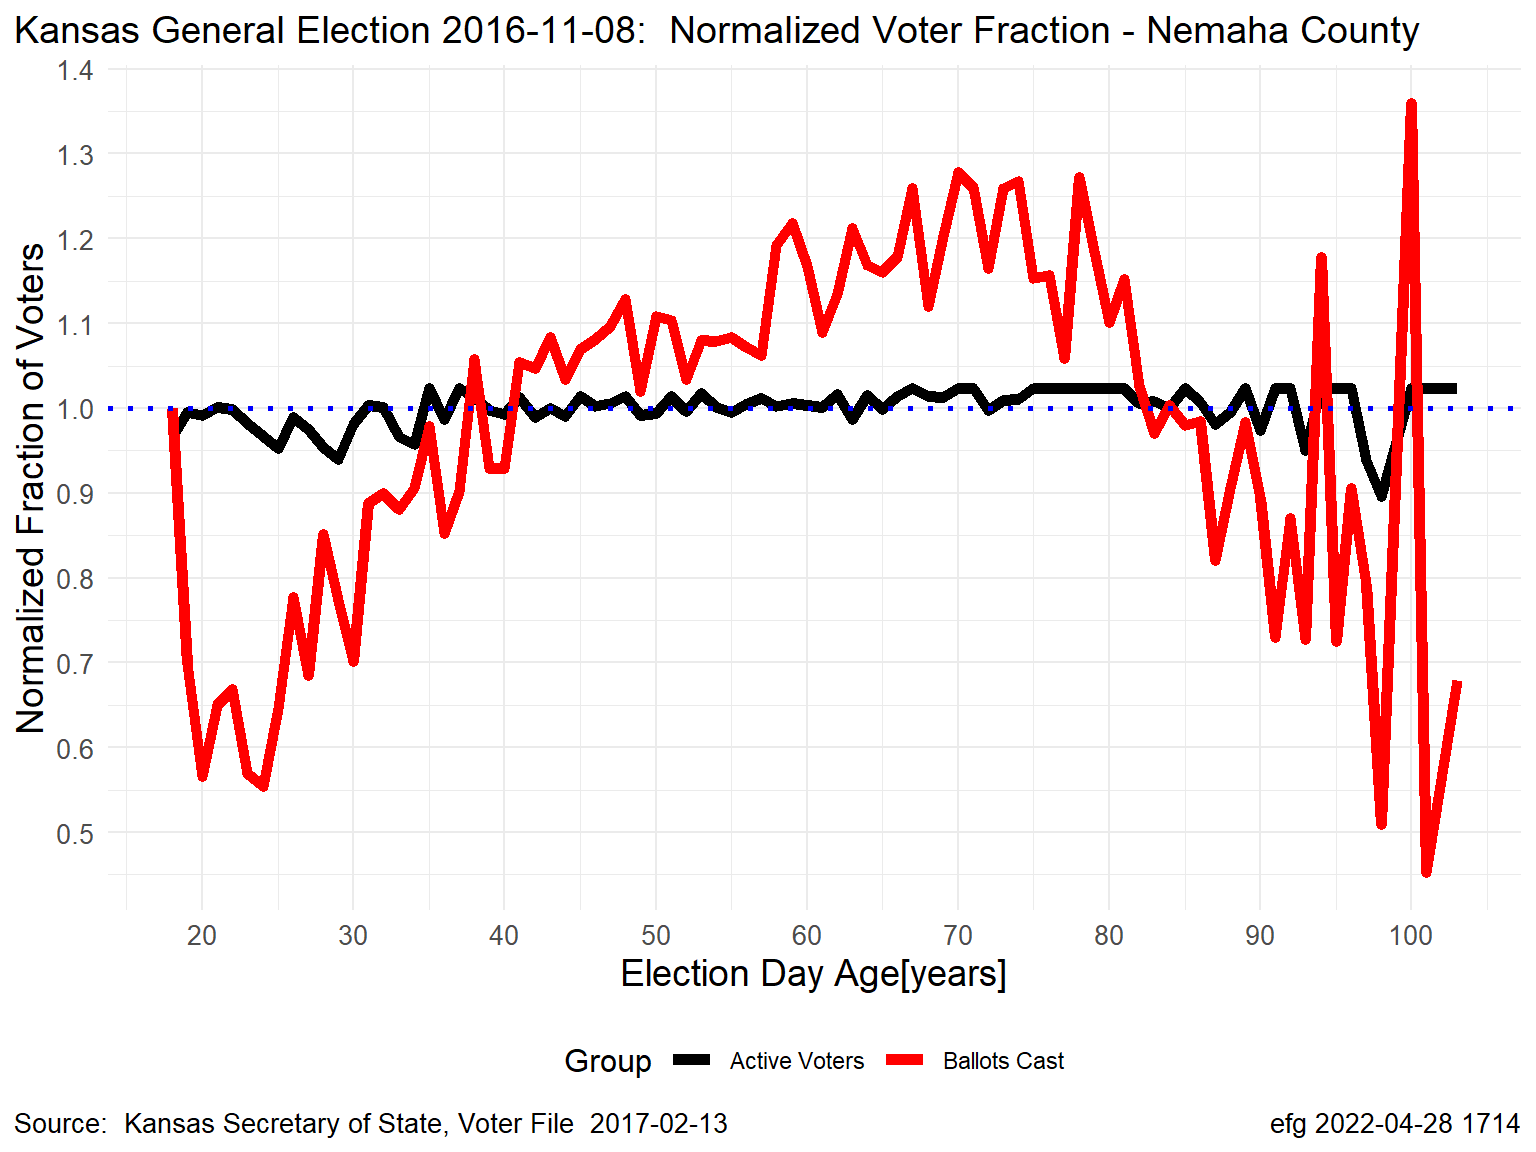 Kansas General Election 2016-11-08:  Normalized Voter Fraction - Nemaha County
Normalized Fraction of Voters
1.4
1.3
1.2
1.1
1.0
0.9
0.8
0.7
0.6
0.5
20 30 40 50 60 70 80 90 100
Election Day Age[years]
Group Active Voters Ballots Cast
Source:  Kansas Secretary of State, Voter File  2017-02-13
efg 2022-04-28 1714